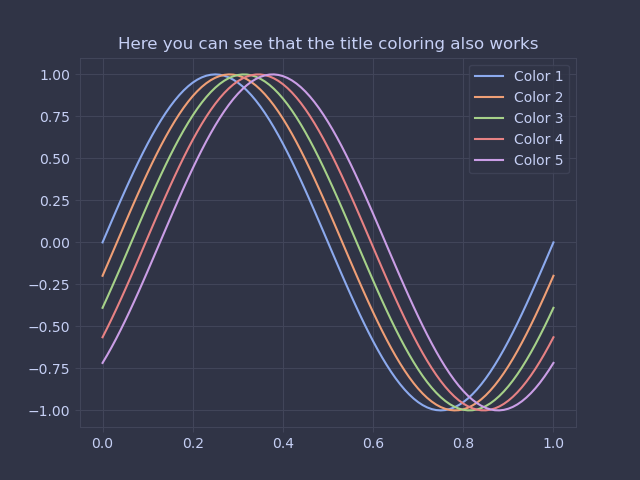 Here you can see that the title coloring also works
Color 1
Color 2
Color 3
Color 4
Color 5
1.00
0.75
0.50
0.25
0.00
−0.25
−0.50
−0.75
−1.00
0.0 0.2 0.4 0.6 0.8 1.0